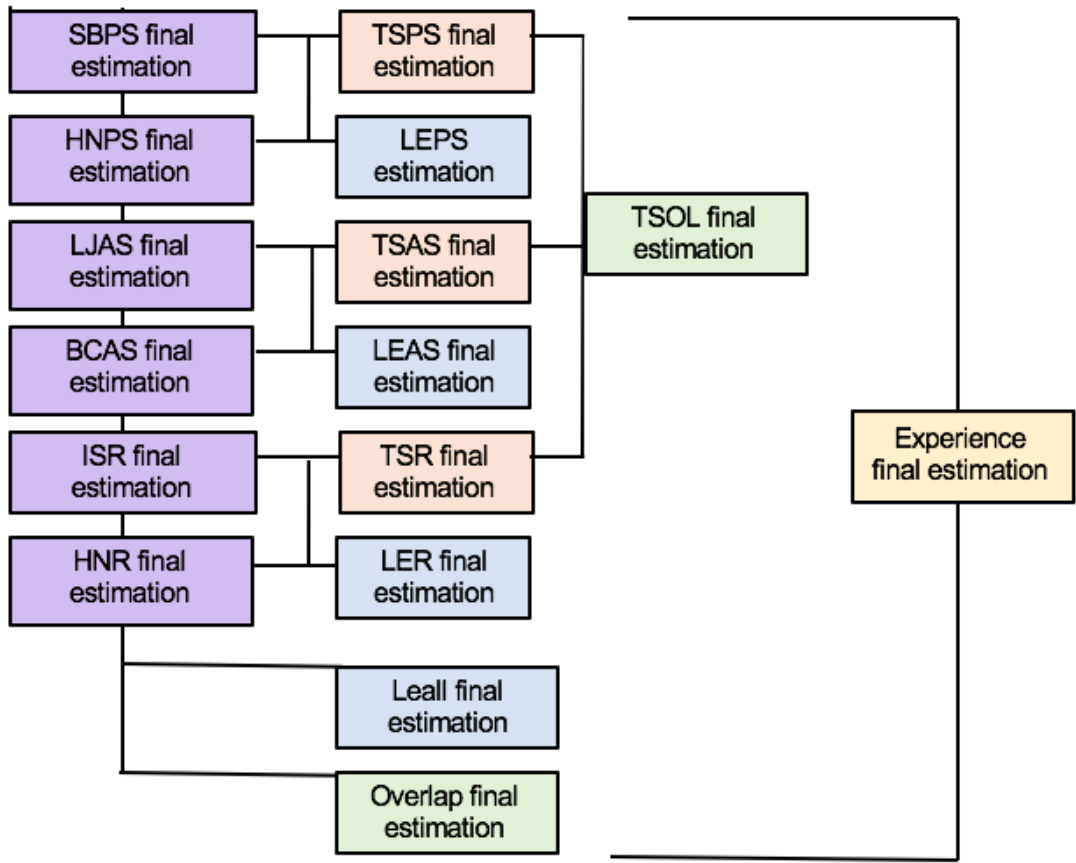 SBPS final
estimation
TSPS final
estimation
HNPS final
estimation
LEPS
estimation
LJAS final
estimation
TSAS final
estimation
TSOL final
estimation
BCAS final
estimation
LEAS final
estimation
ISR final
estimation
TSR final
estimation
Experience
final estimation
HNR final
estimation
LER final
estimation
Leall final
estimation
Overlap final
estimation